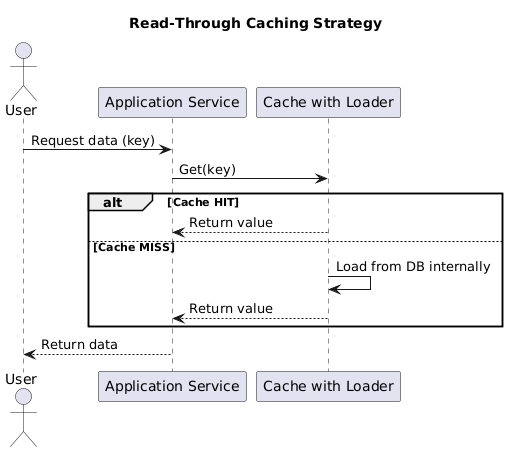 Read-Through Caching Strategy
User
Application Service
Cache with Loader
Request data (key)
Get(key)
alt
[Cache HIT]
Return value
[Cache MISS]
Load from DB internally
Return value
Return data
User
Application Service
Cache with Loader